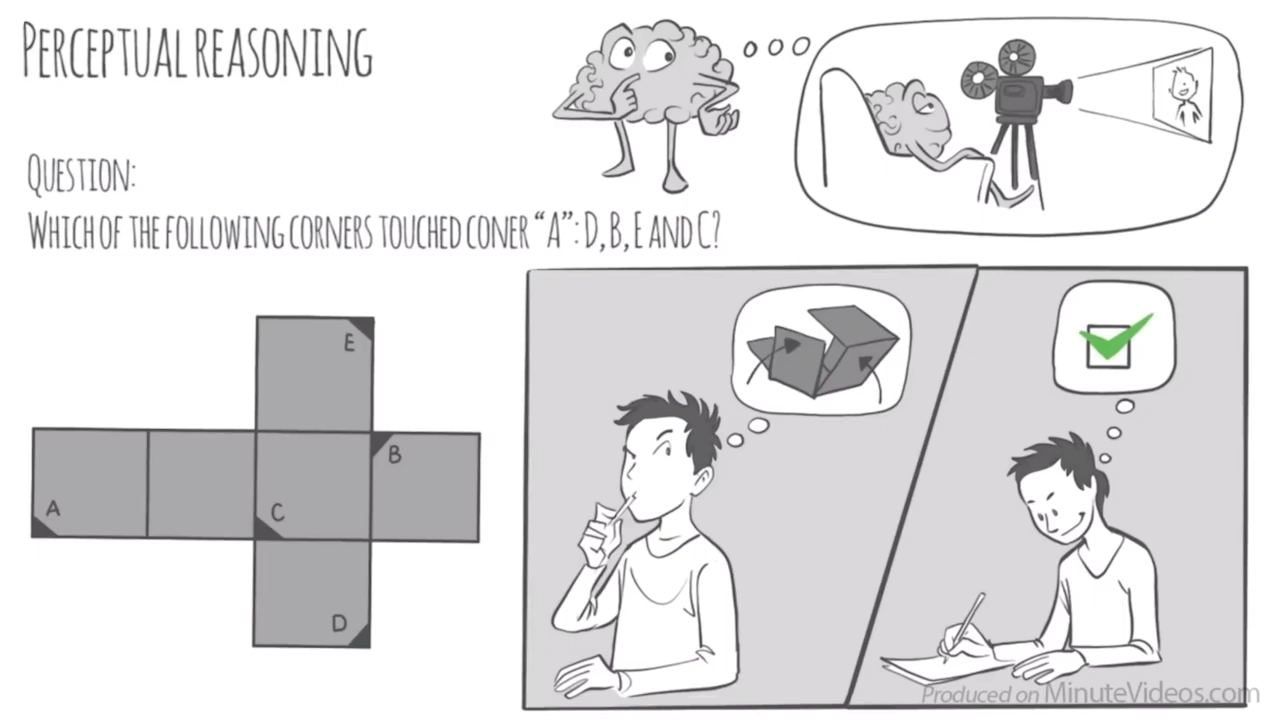 PERCEPTUAL REASONING
QUESTION:
WHICH OF THE FOLLOWING CORNERS TOUCHED CONER “A”: D, B, E AND C?
E
B
A
C
D
Produced on MinuteVideos.com